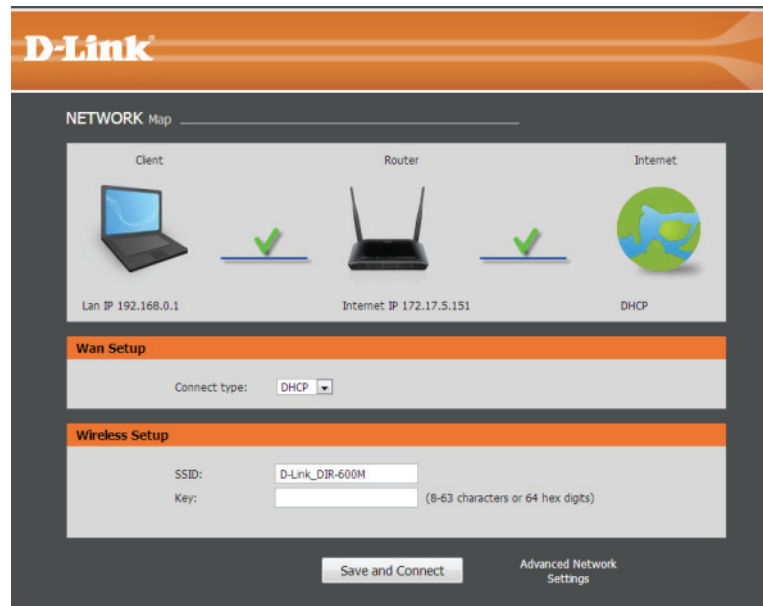 D-Link
NETWORK Map
Client Router Internet
Lan IP 192.168.0.1 Internet IP 172.17.5.151 DHCP
Wan Setup
Connect type: DHCP
Wireless Setup
SSID: D-Link_DIR-600M
Key: (8-63 characters or 64 hex digits)
Save and Connect
Advanced Network
Settings